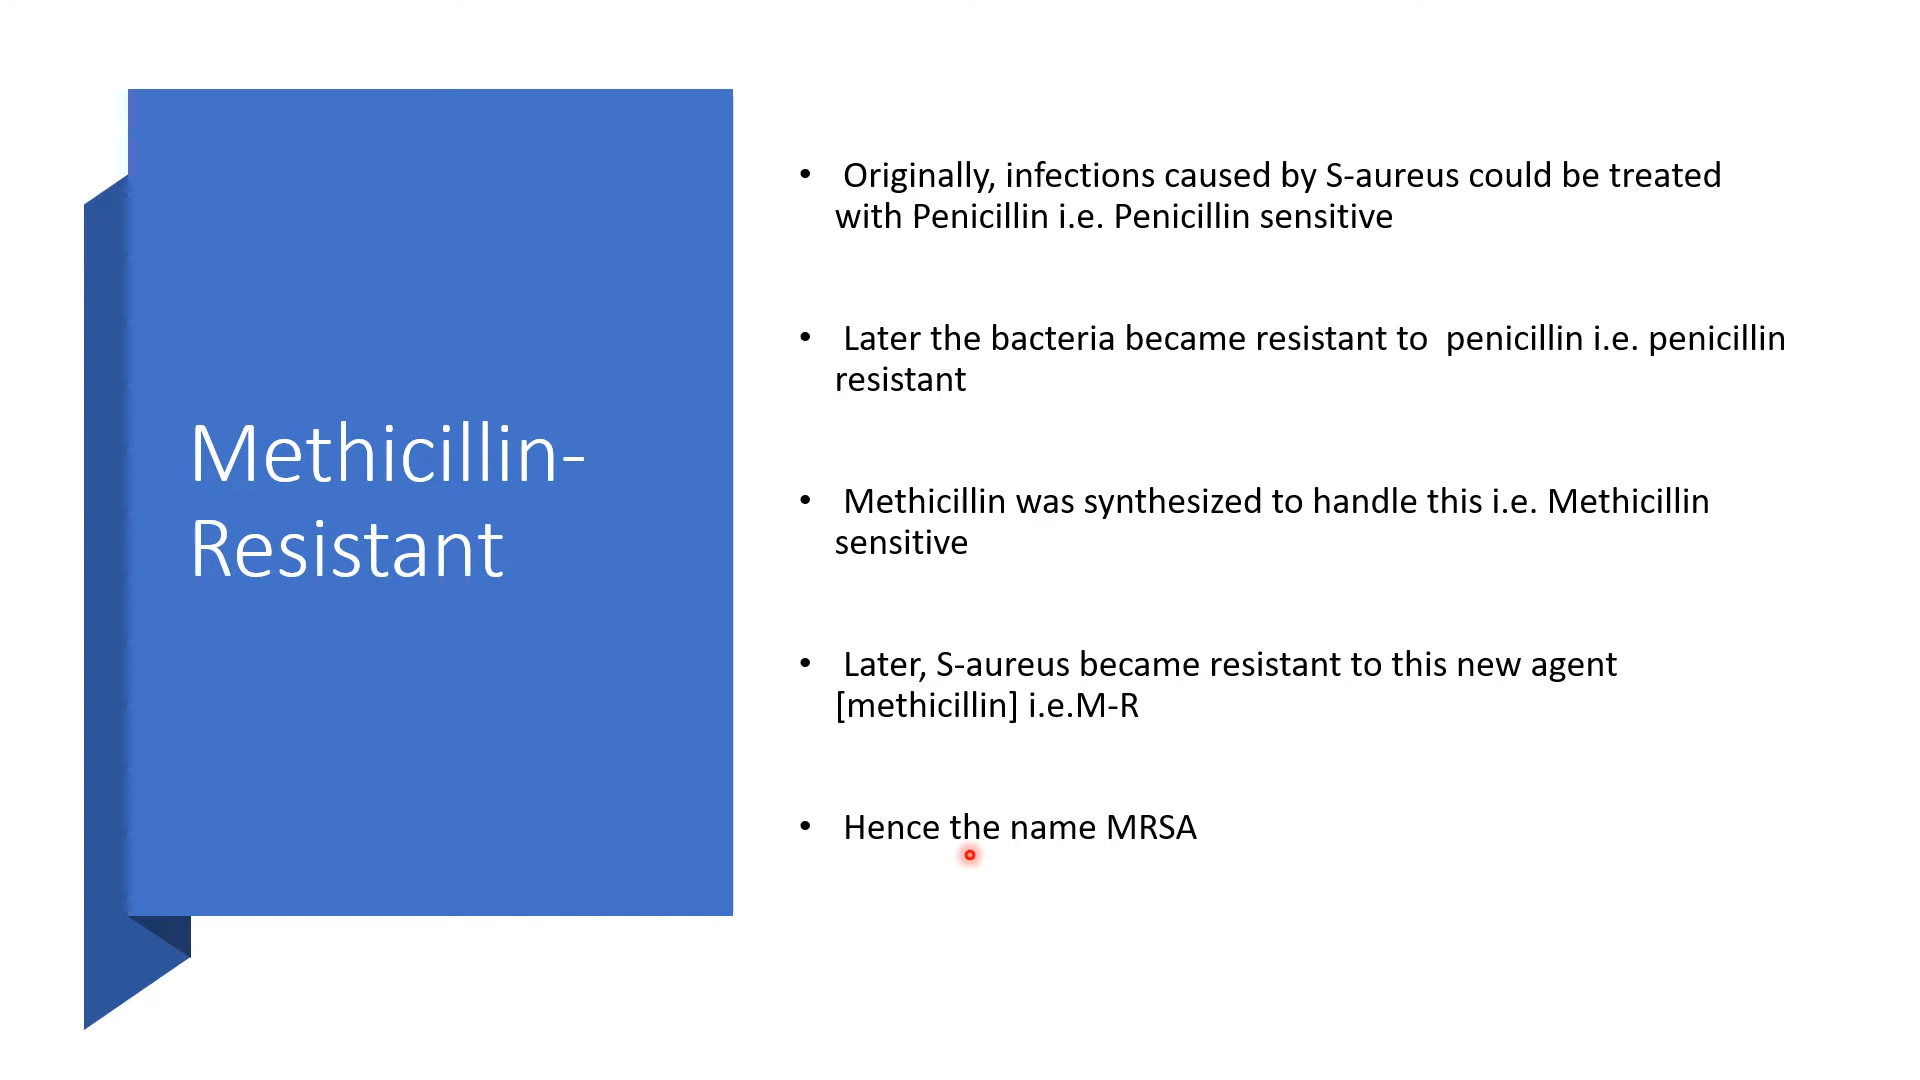 Methicillin-
Resistant
• Originally, infections caused by S-aureus could be treated
with Penicillin i.e. Penicillin sensitive
• Later the bacteria became resistant to  penicillin i.e. penicillin
resistant
• Methicillin was synthesized to handle this i.e. Methicillin
sensitive
• Later, S-aureus became resistant to this new agent
[methicillin] i.e.M-R
• Hence the name MRSA